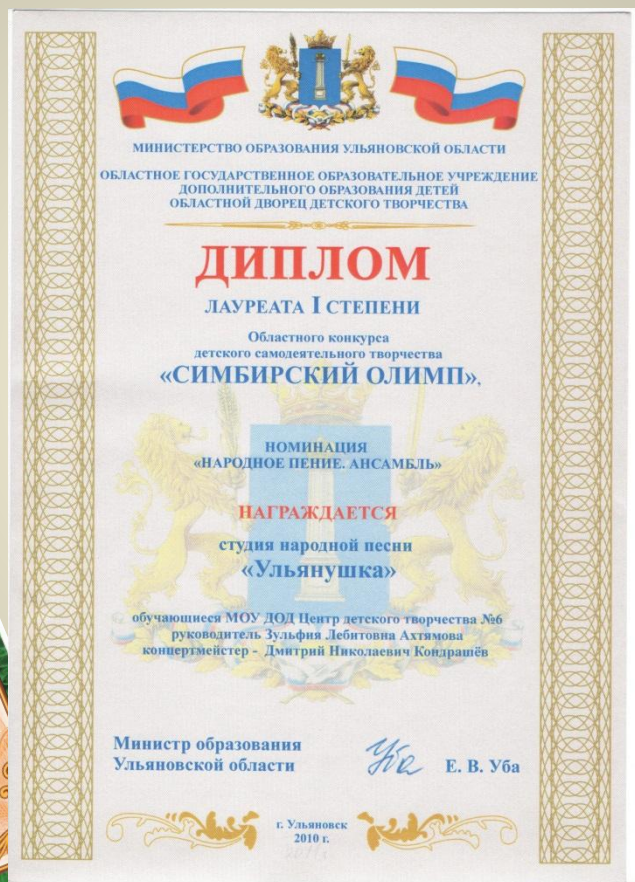 МИНИСТЕРСТВО ОБРАЗОВАНИЯ УЛЬЯНОВСКОЙ ОБЛАСТИ
ОБЛАСТНОЕ ГОСУДАРСТВЕННОЕ ОБРАЗОВАТЕЛЬНОЕ УЧРЕЖДЕНИЕ
ДОПОЛНИТЕЛЬНОГО ОБРАЗОВАНИЯ ДЕТЕЙ
ОБЛАСТНОЙ ДВОРЕЦ ДЕТСКОГО ТВОРЧЕСТВА
ДИПЛОМ
ЛАУРЕАТА I СТЕПЕНИ
Областного конкурса
детского самодеятельного творчества
«СИМБИРСКИЙ ОЛИМП»,
НОМИНАЦИЯ
«НАРОДНОЕ ПЕНИЕ. АНСАМБЛЬ»
НАГРАЖДАЕТСЯ
студия народной песни
«Ульянушка»
обучающиеся МОУ ДОД Центр детского творчества №6
руководитель Зульфия Лебитовна Ахтямова
концертмейстер - Дмитрий Николаевич Кондрашёв
Министр образования
Ульяновской области
Уба Е. В. Уба
г. Ульяновск
2010 г.